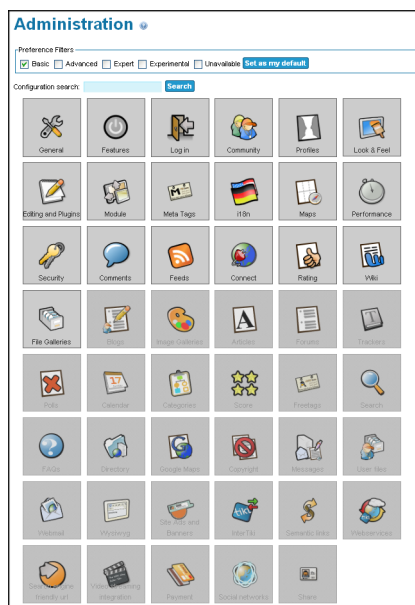 Administration
Preference Filters
Basic Advanced Expert Experimental Unavailable Set as my default
Configuration search: Search
General Features Log in Community Profiles Look & Feel
Editing and Plugins Module Meta Tags i18n Maps Performance
Security Comments Feeds Connect Rating Wiki
File Galleries Blogs Image Galleries Articles Forums Trackers
Polls Calendar Categories Score Freetags Search
FAQs Directory Google Maps Copyright Messages User files
Webmail Wysiwyg Site Ads and Banners InterTiki Semantic links Webservices
friendly url integration Payment Social networks Share